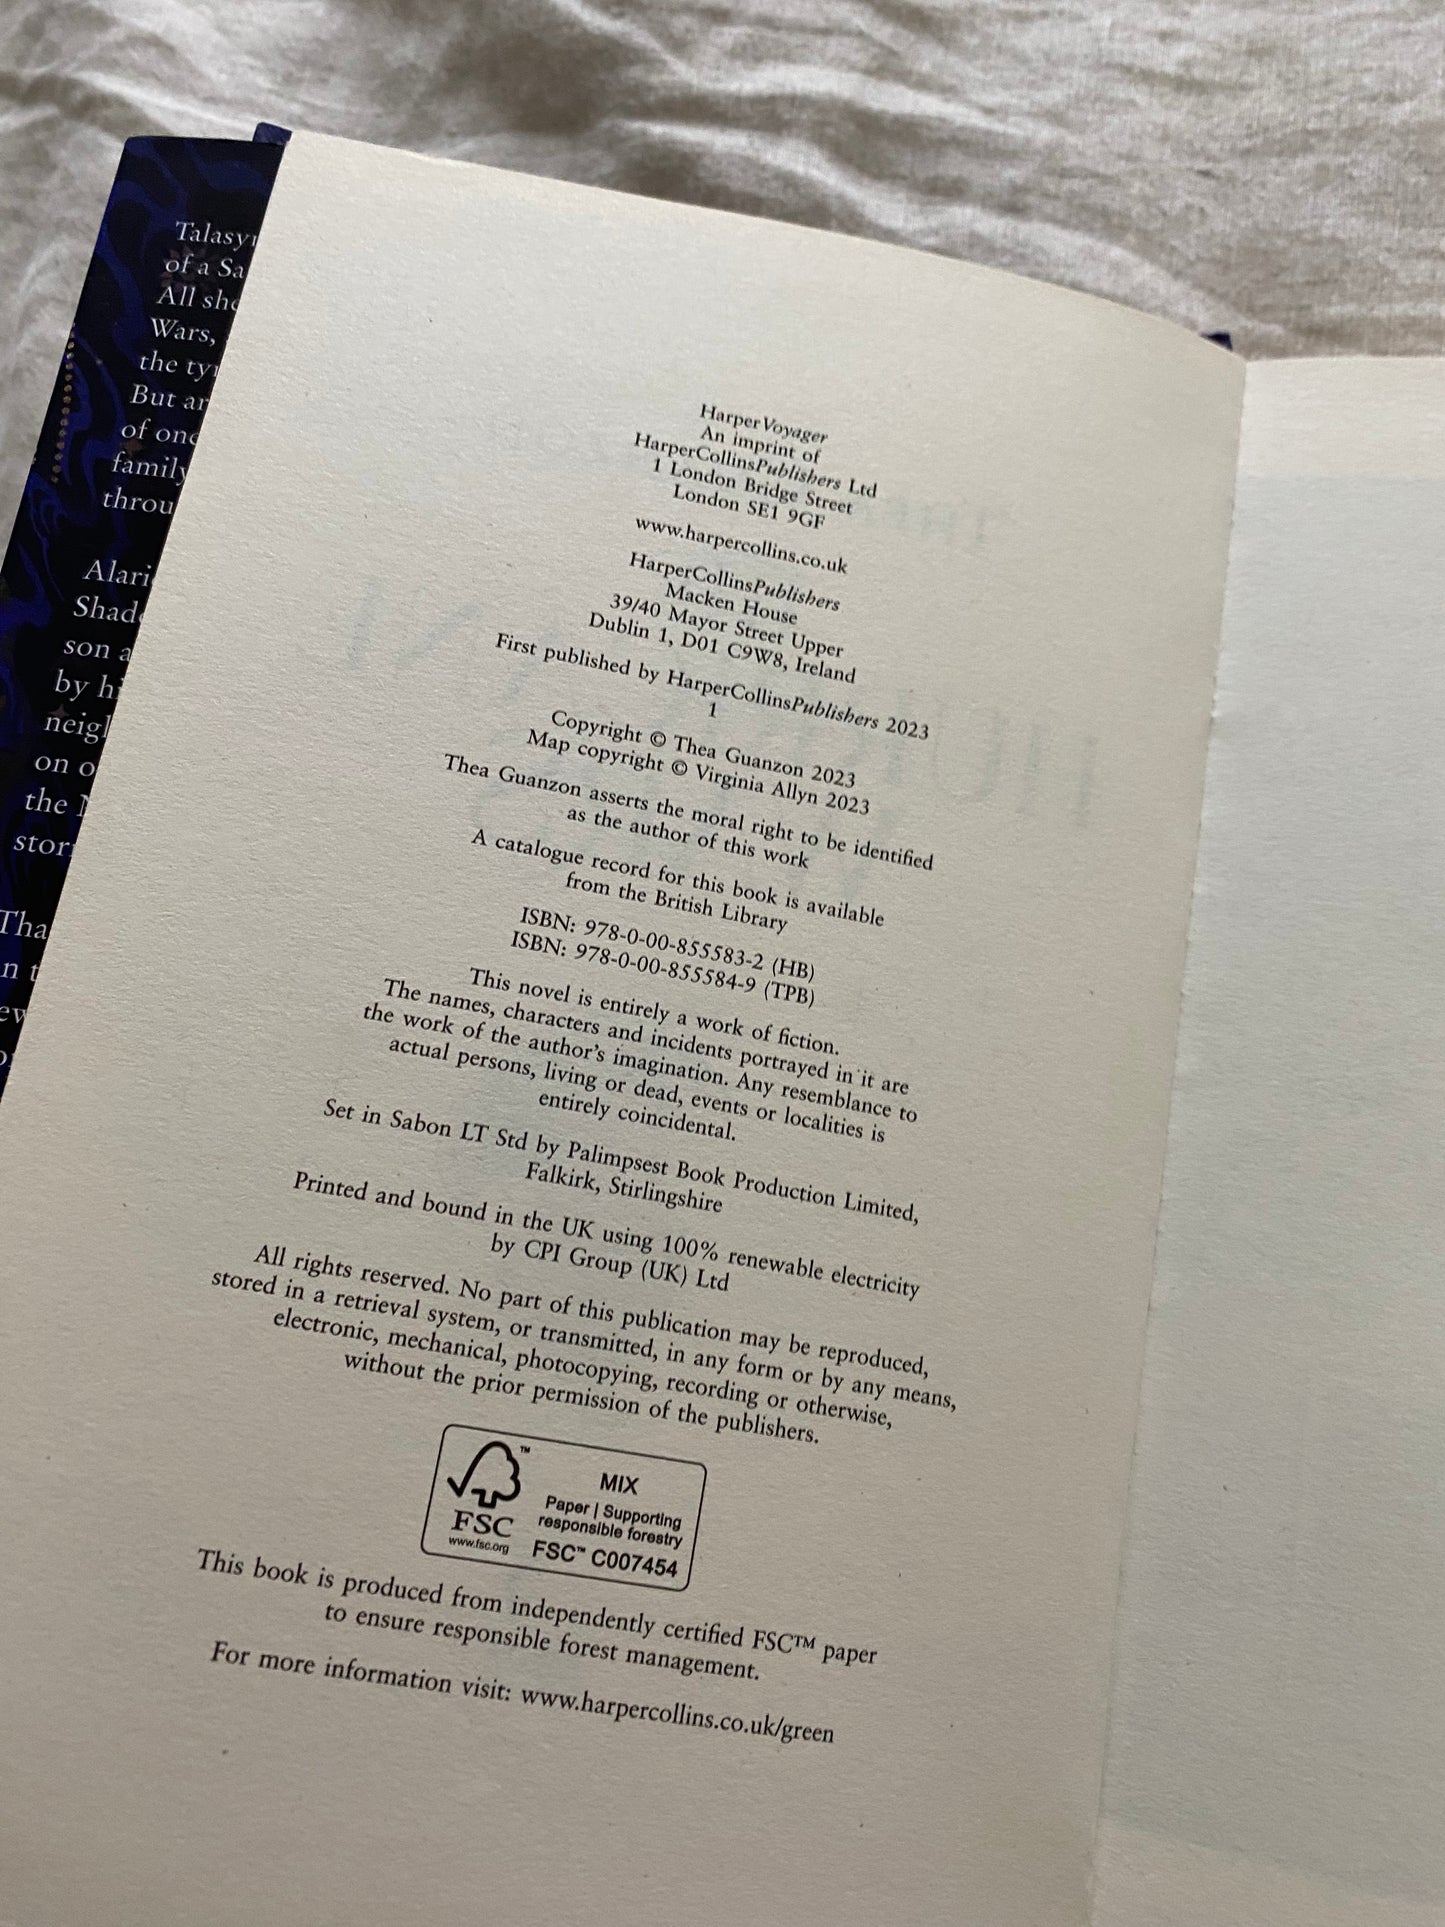 Talasy
of a Sa
All she
Wars,
the ty
But ar
of one
family
throu
Alari
Shad
son a
by hi
neigl
on o
the
stor
Tha
n t
ew
HarperVoyager
An imprint of
HarperCollinsPublishers Ltd
1 London Bridge Street
London SE1 9GF
www.harpercollins.co.uk
HarperCollinsPublishers
Macken House
39/40 Mayor Street Upper
Dublin 1, D01 C9W8, Ireland
First published by HarperCollinsPublishers 2023
1
Copyright © Thea Guanzon 2023
Map copyright © Virginia Allyn 2023
Thea Guanzon asserts the moral right to be identified
as the author of this work
A catalogue record for this book is available
from the British Library
ISBN: 978-0-00-855583-2 (HB)
ISBN: 978-0-00-855584-9 (TPB)
This novel is entirely a work of fiction.
The names, characters and incidents portrayed in it are
the work of the author's imagination. Any resemblance to
actual persons, living or dead, events or localities is
entirely coincidental.
Set in Sabon LT Std by Palimpsest Book Production Limited,
Falkirk, Stirlingshire
Printed and bound in the UK using 100% renewable electricity
by CPI Group (UK) Ltd
All rights reserved. No part of this publication may be reproduced,
stored in a retrieval system, or transmitted, in any form or by any means,
electronic, mechanical, photocopying, recording or otherwise,
without the prior permission of the publishers.
TM
FSC
www.fsc.org
MIX
Paper | Supporting
responsible forestry
FSC™ C007454
This book is produced from independently certified FSC™ paper
to ensure responsible forest management.
For more information visit: www.harpercollins.co.uk/green